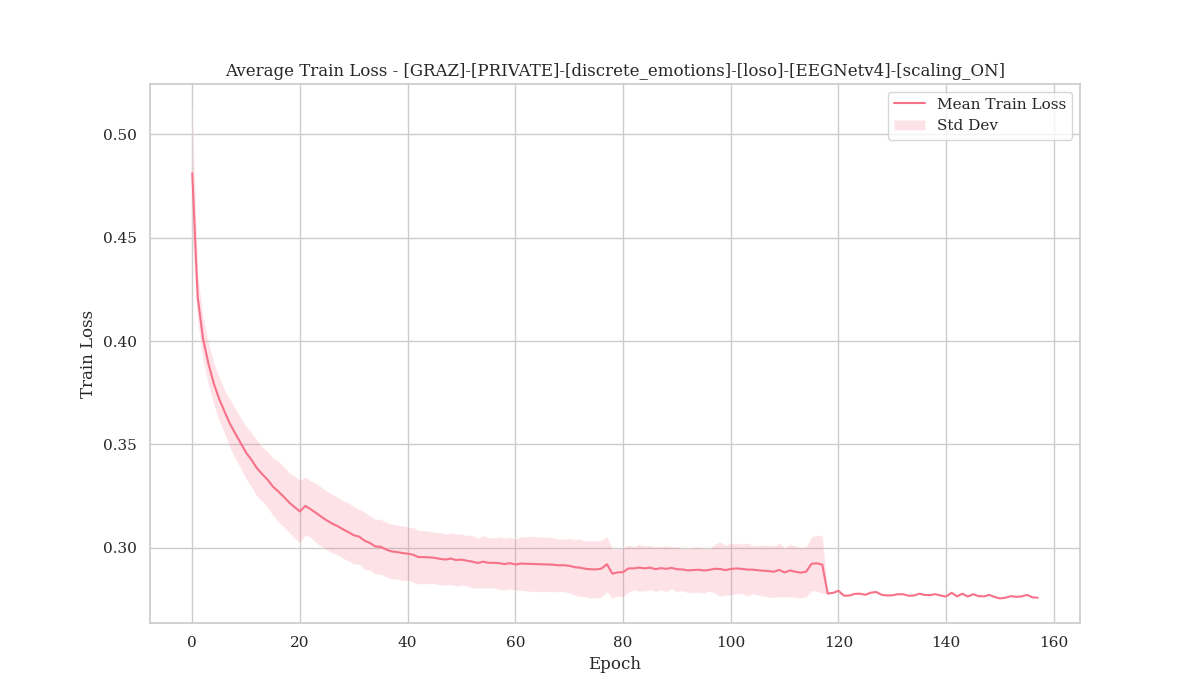 Average Train Loss - [GRAZ]-[PRIVATE]-[discrete_emotions]-[loso]-[EEGNetv4]-[scaling_ON]
Mean Train Loss
Std Dev
0.50
0.45
0.40
0.35
0.30
Train Loss
0 20 40 60 80 100 120 140 160
Epoch